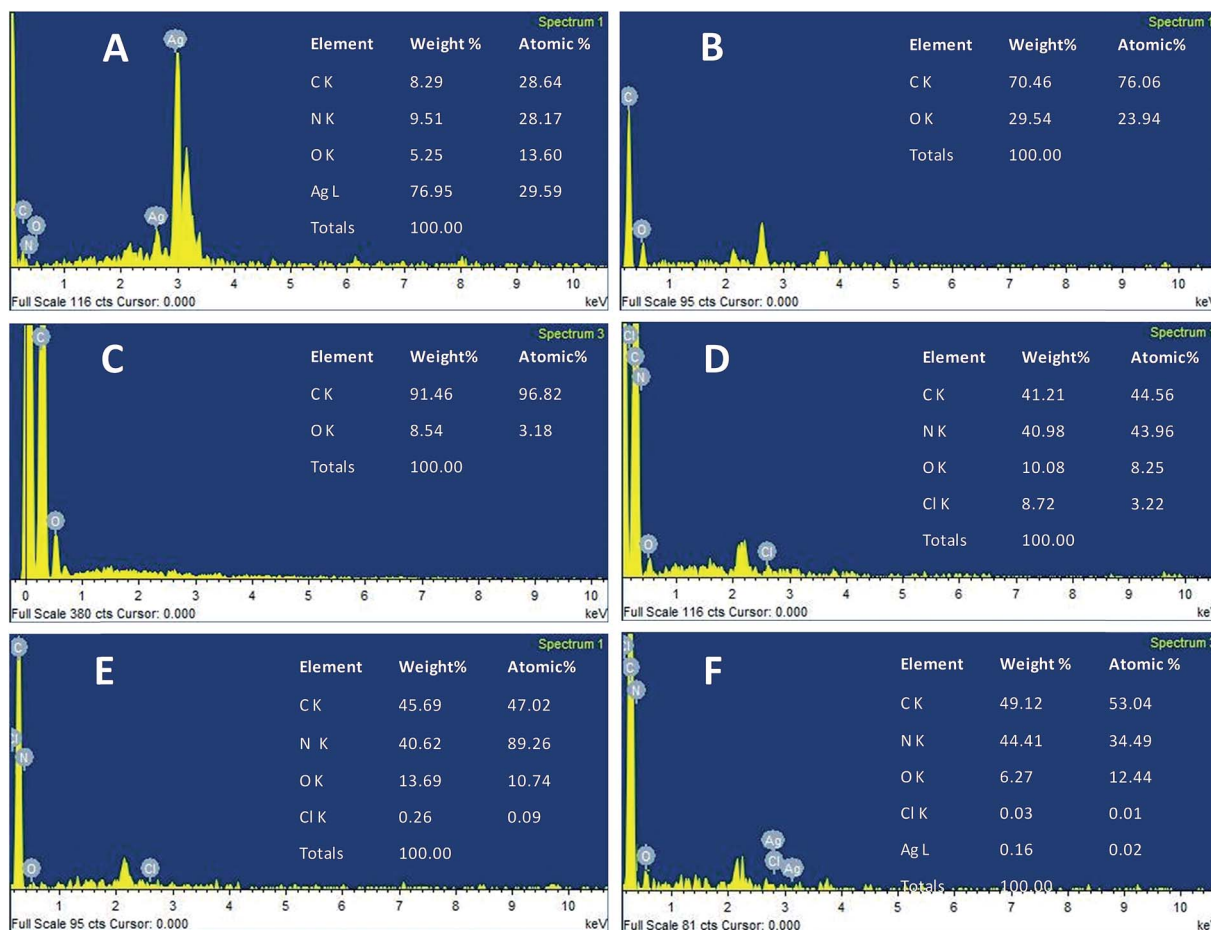 Spectrum 1
A
Element Weight % Atomic %
C K 8.29 28.64
N K 9.51 28.17
O K 5.25 13.60
Ag L 76.95 29.59
Totals 100.00
Ag
Ag
C
O
N
1 2 3 4 5 6 7 8 9 10
Full Scale 116 cts Cursor: 0.000 keV
Spectrum 1
B
Element Weight% Atomic%
C K 70.46 76.06
O K 29.54 23.94
Totals 100.00
C
O
1 2 3 4 5 6 7 8 9 10
Full Scale 95 cts Cursor: 0.000 keV
Spectrum 3
C
Element Weight% Atomic%
C K 91.46 96.82
O K 8.54 3.18
Totals 100.00
C
O
0 1 2 3 4 5 6 7 8 9 10
Full Scale 380 cts Cursor: 0.000 keV
Spectrum
D
Element Weight% Atomic%
C K 41.21 44.56
N K 40.98 43.96
O K 10.08 8.25
Cl K 8.72 3.22
Totals 100.00
Cl
C
N
O
Cl
1 2 3 4 5 6 7 8 9 10
Full Scale 116 cts Cursor: 0.000 keV
Spectrum 1
E
Element Weight% Atomic%
C K 45.69 47.02
N K 40.62 89.26
O K 13.69 10.74
Cl K 0.26 0.09
Totals 100.00
C
Cl
N
O
Cl
1 2 3 4 5 6 7 8 9 10
Full Scale 95 cts Cursor: 0.000 keV
Spectrum
F
Element Weight % Atomic %
C K 49.12 53.04
N K 44.41 34.49
O K 6.27 12.44
Cl K 0.03 0.01
Ag L 0.16 0.02
Totals 100.00
Cl
C
N
O
Ag
Cl
Ag
1 2 3 4 5 6 7 8 9 10
Full Scale 81 cts Cursor: 0.000 keV